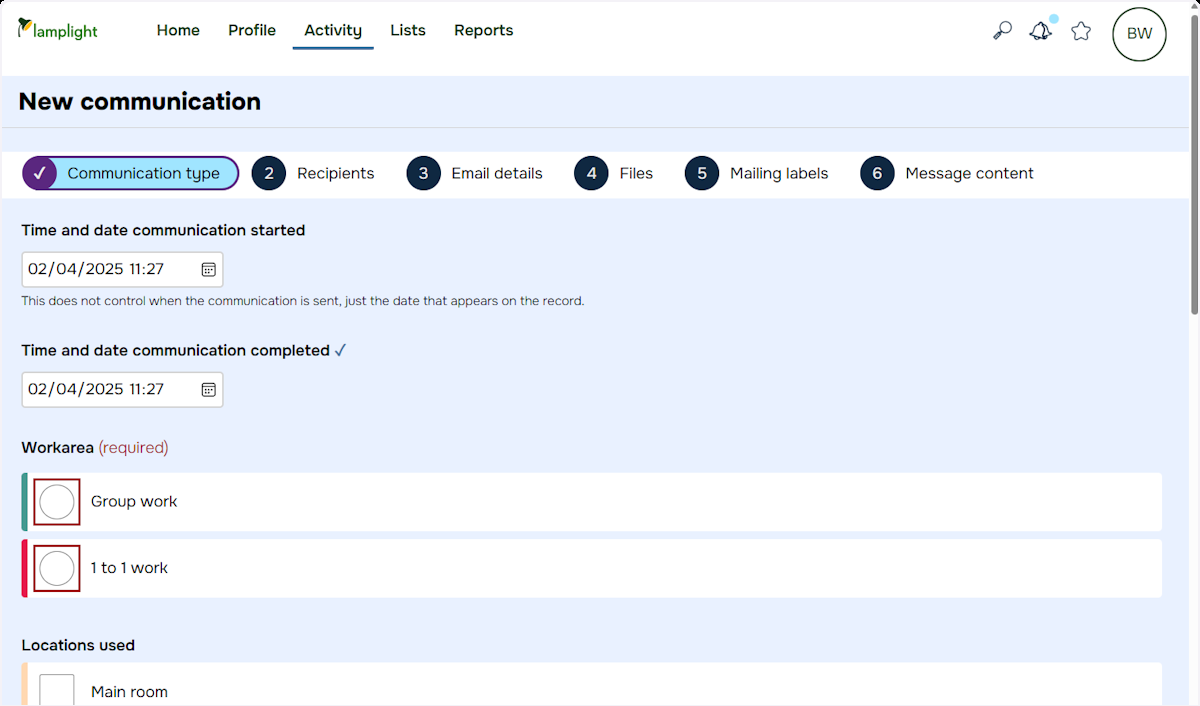 lamplight Home Profile Activity Lists Reports BW
New communication
✓ Communication type 2 Recipients 3 Email details 4 Files 5 Mailing labels 6 Message content
Time and date communication started
02/04/2025 11:27
This does not control when the communication is sent, just the date that appears on the record.
Time and date communication completed ✓
02/04/2025 11:27
Workarea (required)
Group work
1 to 1 work
Locations used
Main room